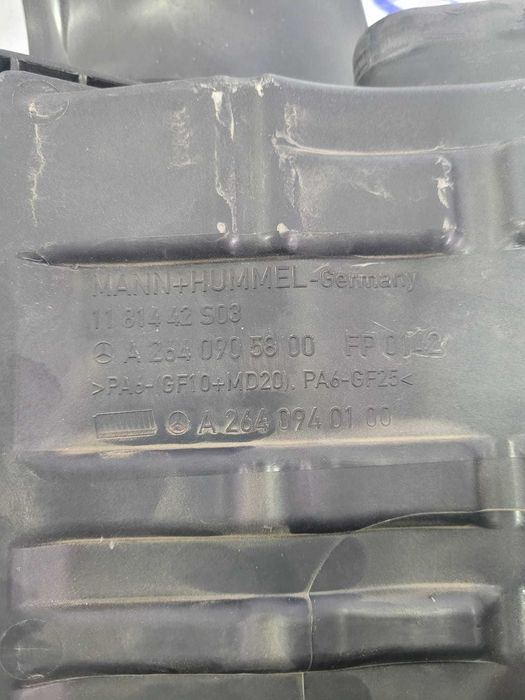 MANN+HUMMEL-Germany
11 814 42 S03
A 264 090 58 00 FP 0142
>PA6-(GF10+MD20), PA6-GF25<
A 264 094 01 00